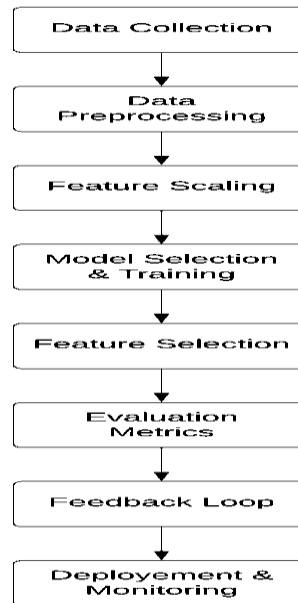 Data Collection
Data
Preprocessing
Feature Scaling
Model Selection
& Training
Feature Selection
Evaluation
Metrics
Feedback Loop
Deployement &
Monitoring